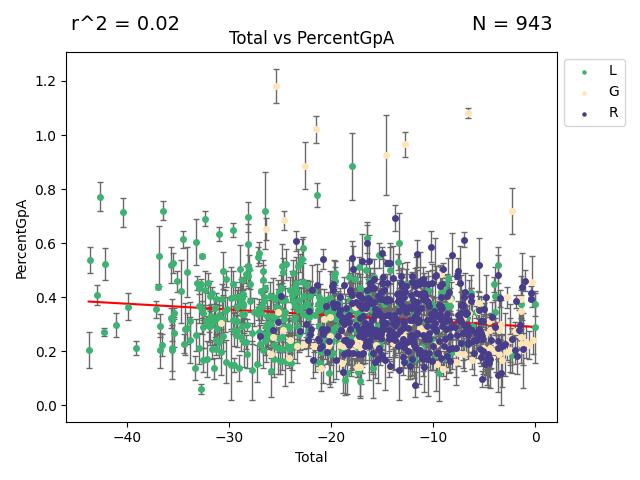 r^2 = 0.02
N = 943
Total vs PercentGpA
L
G
R
1.2
1.0
0.8
0.6
0.4
0.2
0.0
PercentGpA
−40
−30
−20
−10
0
Total